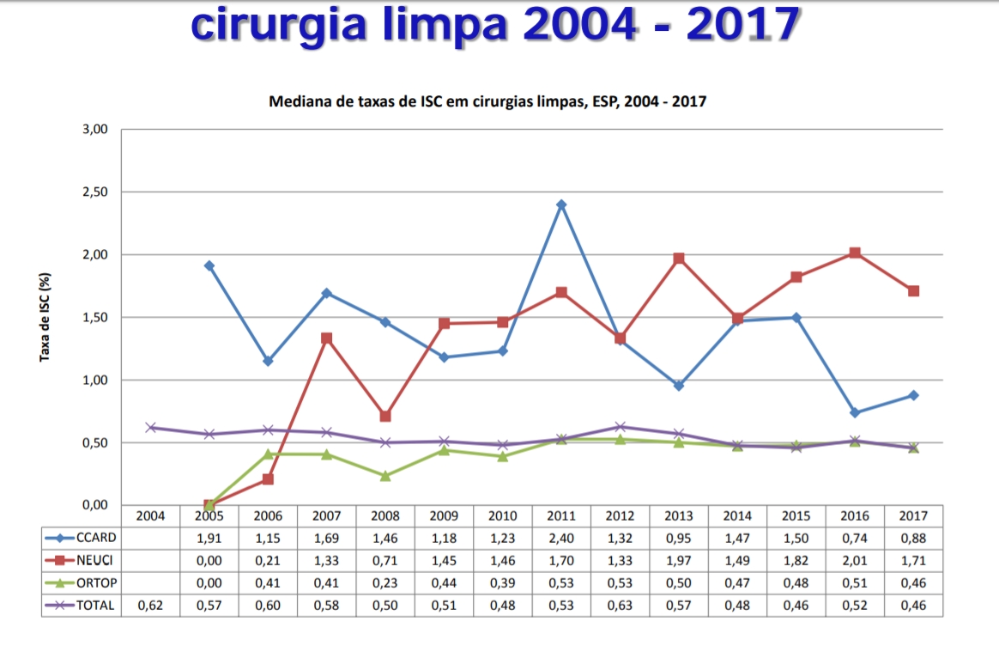 cirurgia limpa 2004 - 2017
Mediana de taxas de ISC em cirurgias limpas, ESP, 2004 - 2017
Taxa de ISC (%)
3,00
2,50
2,00
1,50
1,00
0,50
0,00
2004 2005 2006 2007 2008 2009 2010 2011 2012 2013 2014 2015 2016 2017
CCARD 1,91 1,15 1,69 1,46 1,18 1,23 2,40 1,32 0,95 1,47 1,50 0,74 0,88
NEUCI 0,00 0,21 1,33 0,71 1,45 1,46 1,70 1,33 1,97 1,49 1,82 2,01 1,71
ORTOP 0,00 0,41 0,41 0,23 0,44 0,39 0,53 0,53 0,50 0,47 0,48 0,51 0,46
TOTAL 0,62 0,57 0,60 0,58 0,50 0,51 0,48 0,53 0,63 0,57 0,48 0,46 0,52 0,46